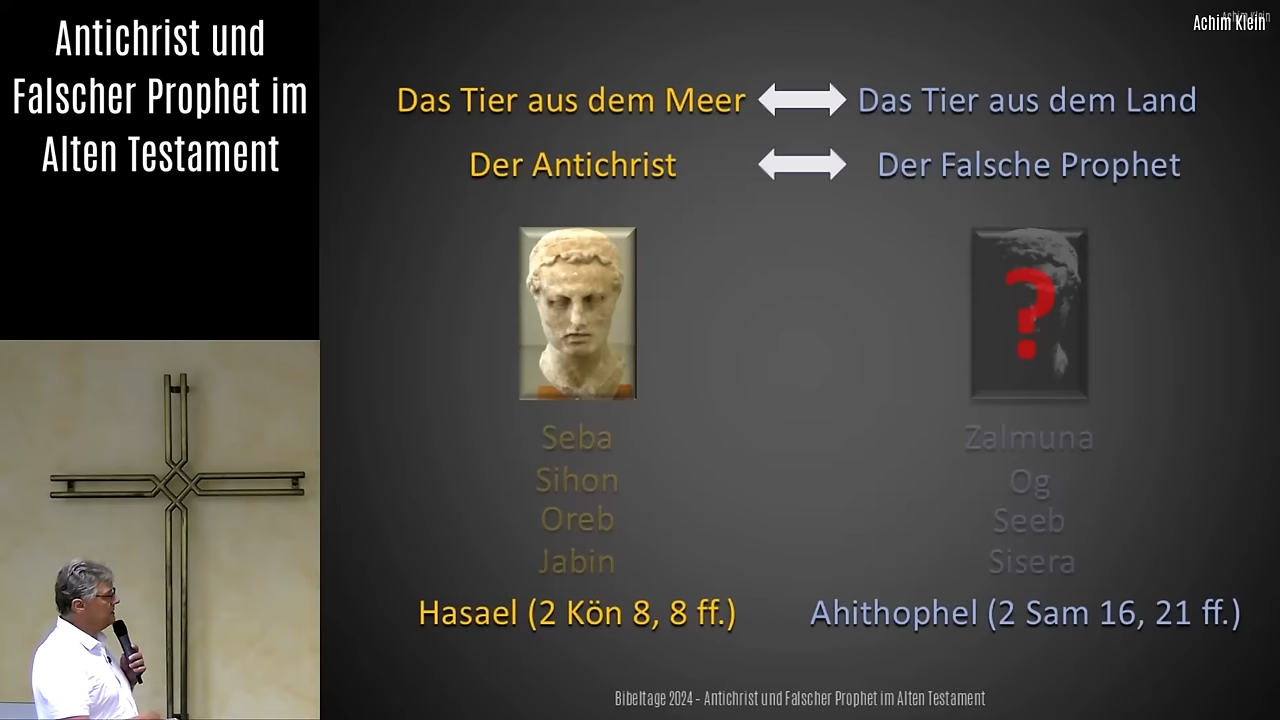 Antichrist und
Falscher Prophet im
Alten Testament
Achim Klein
Achim Klein
Das Tier aus dem Meer
Das Tier aus dem Land
Der Antichrist
Der Falsche Prophet
?
Seba
Zalmuna
Sihon
Og
Oreb
Seeb
Jabin
Sisera
Hasael (2 Kön 8, 8 ff.)
Ahithophel (2 Sam 16, 21 ff.)
Bibeltage 2024 - Antichrist und Falscher Prophet im Alten Testament